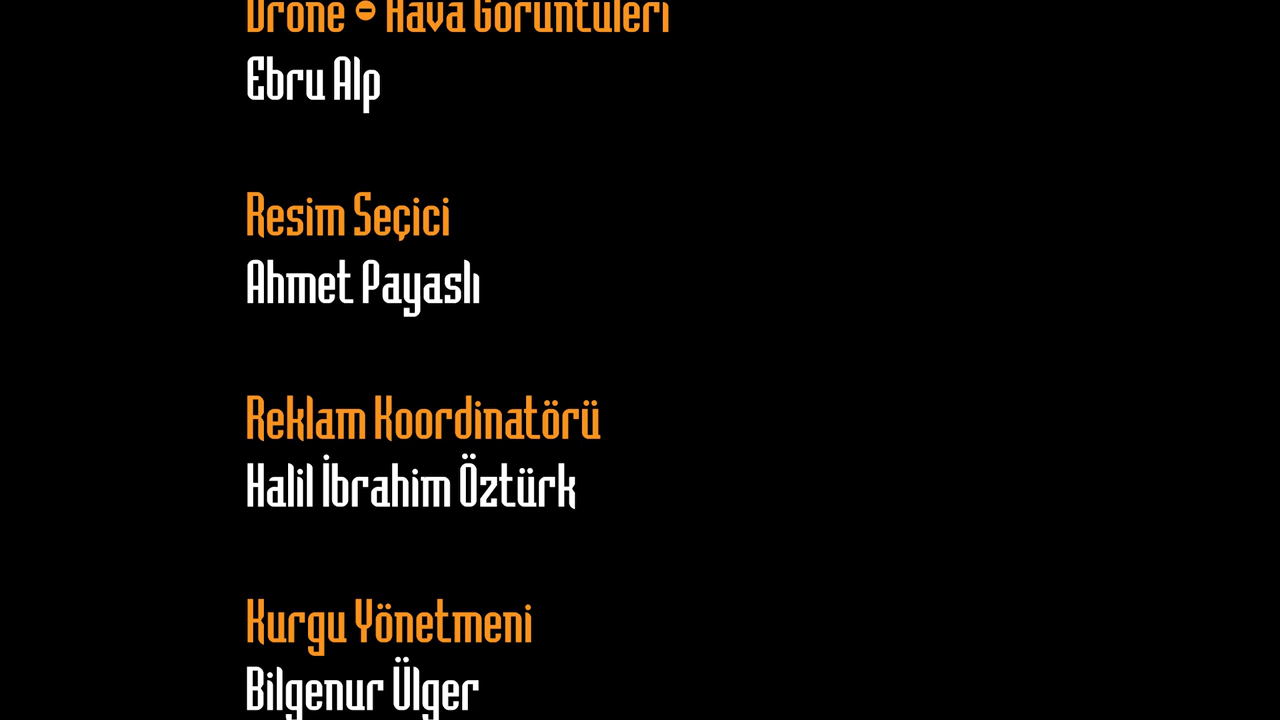 Drone • Hava Görüntüleri
Ebru Alp
Resim Seçici
Ahmet Payaslı
Reklam Koordinatörü
Halil İbrahim Öztürk
Kurgu Yönetmeni
Bilgenur Ülger